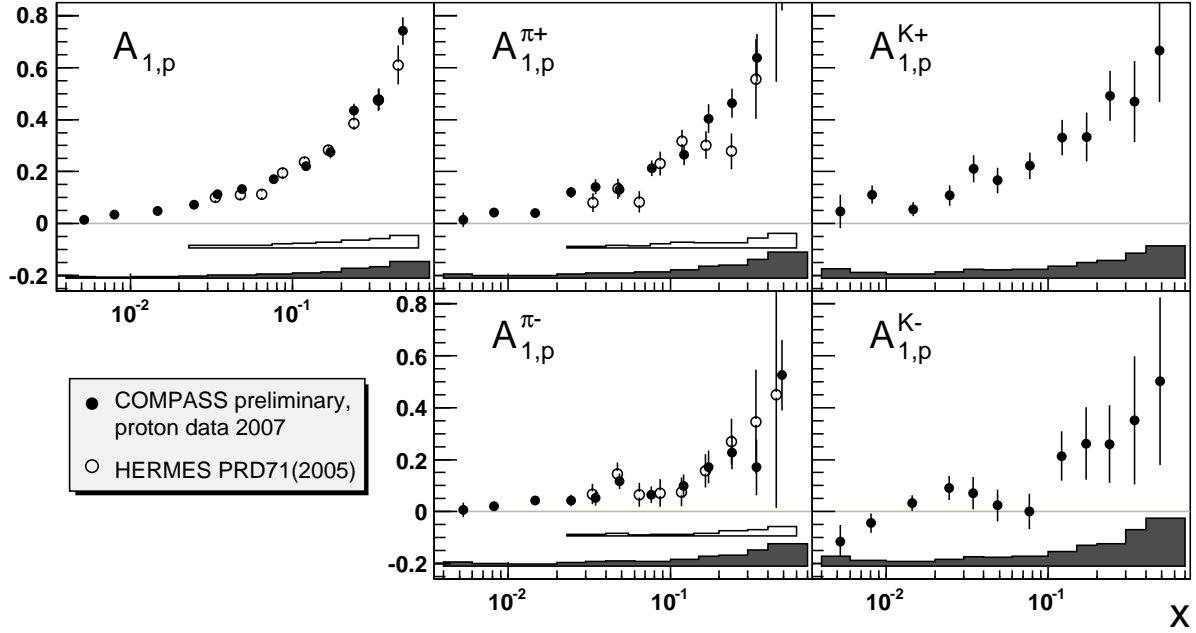 A1,p
Aπ+1,p
AK+1,p
0.8
0.6
0.4
0.2
0
-0.2
10-2
10-1
Aπ-1,p
AK-1,p
0.8
0.6
0.4
0.2
0
-0.2
10-2
10-1
10-2
10-1
COMPASS preliminary,
proton data 2007
HERMES PRD71(2005)
x